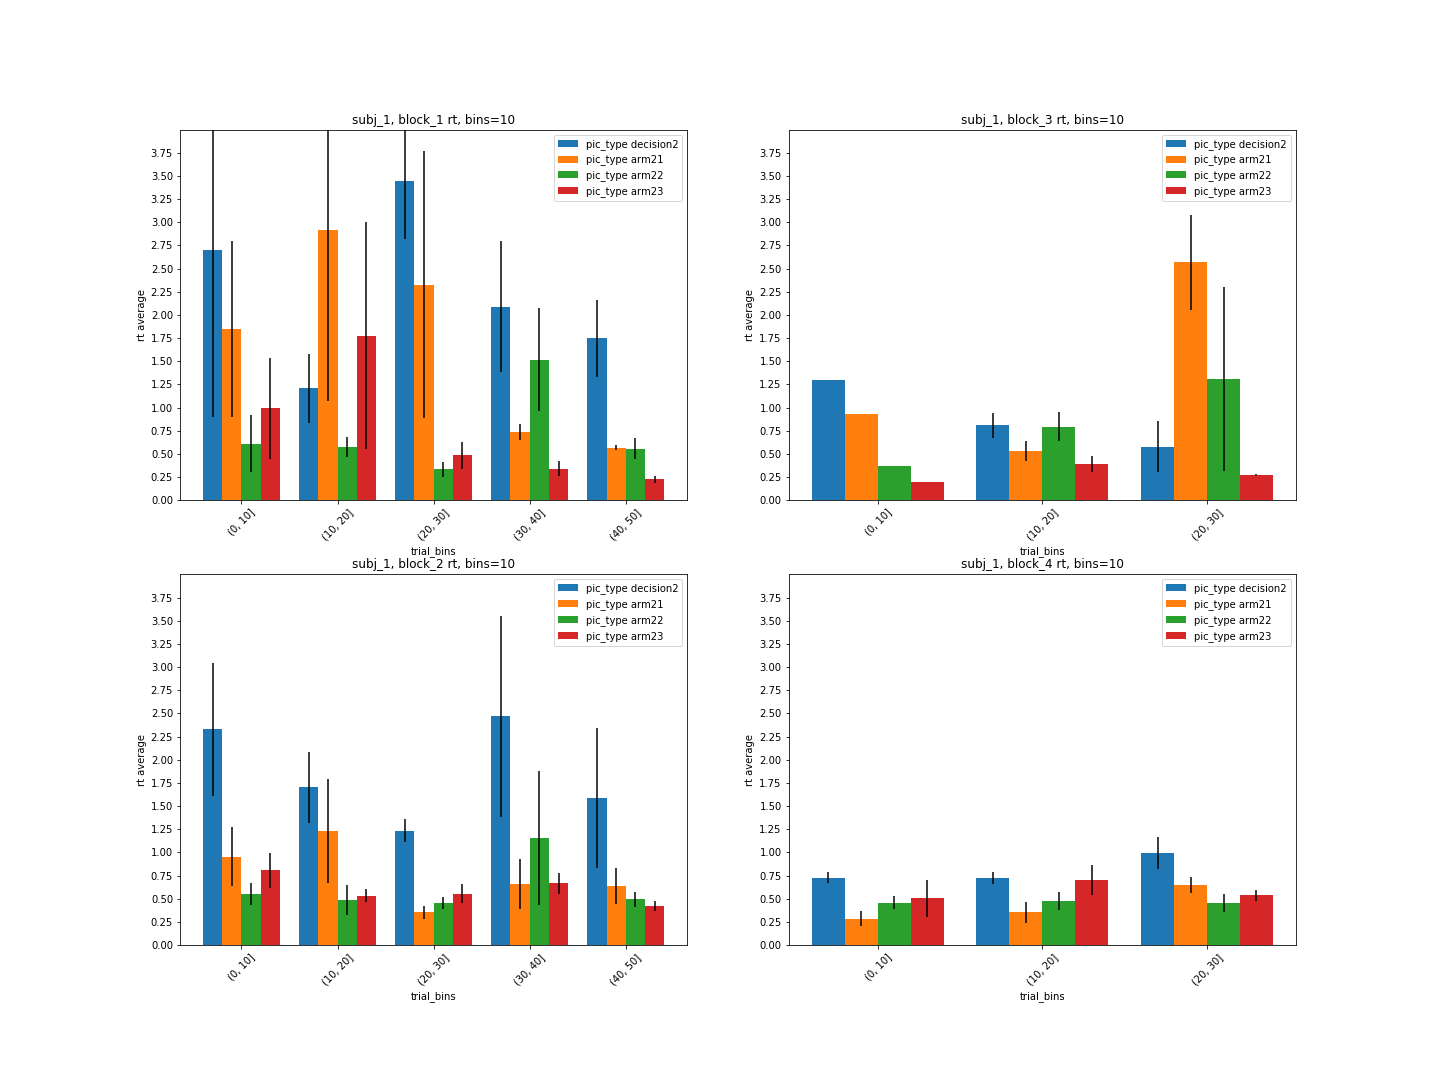 subj_1, block_1 rt, bins=10
pic_type decision2
pic_type arm21
pic_type arm22
pic_type arm23
3.75
3.50
3.25
3.00
2.75
2.50
2.25
2.00
1.75
1.50
1.25
1.00
0.75
0.50
0.25
0.00
rt average
(0, 10]
(10, 20]
(20, 30]
(30, 40]
(40, 50]
trial_bins
subj_1, block_3 rt, bins=10
pic_type decision2
pic_type arm21
pic_type arm22
pic_type arm23
3.75
3.50
3.25
3.00
2.75
2.50
2.25
2.00
1.75
1.50
1.25
1.00
0.75
0.50
0.25
0.00
rt average
(0, 10]
(10, 20]
(20, 30]
trial_bins
subj_1, block_2 rt, bins=10
pic_type decision2
pic_type arm21
pic_type arm22
pic_type arm23
3.75
3.50
3.25
3.00
2.75
2.50
2.25
2.00
1.75
1.50
1.25
1.00
0.75
0.50
0.25
0.00
rt average
(0, 10]
(10, 20]
(20, 30]
(30, 40]
(40, 50]
trial_bins
subj_1, block_4 rt, bins=10
pic_type decision2
pic_type arm21
pic_type arm22
pic_type arm23
3.75
3.50
3.25
3.00
2.75
2.50
2.25
2.00
1.75
1.50
1.25
1.00
0.75
0.50
0.25
0.00
rt average
(0, 10]
(10, 20]
(20, 30]
trial_bins